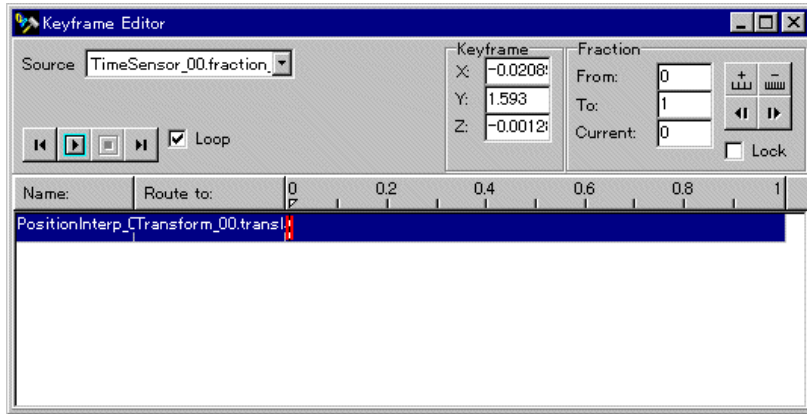 Keyframe Editor
Source TimeSensor_00.fraction_
Loop
Keyframe
X: -0.0208
Y: 1.593
Z: -0.0012
Fraction
From: 0
To: 1
Current: 0
Lock
Name: Route to: 0 0.2 0.4 0.6 0.8 1
PositionInterp_ Transform_00.transl